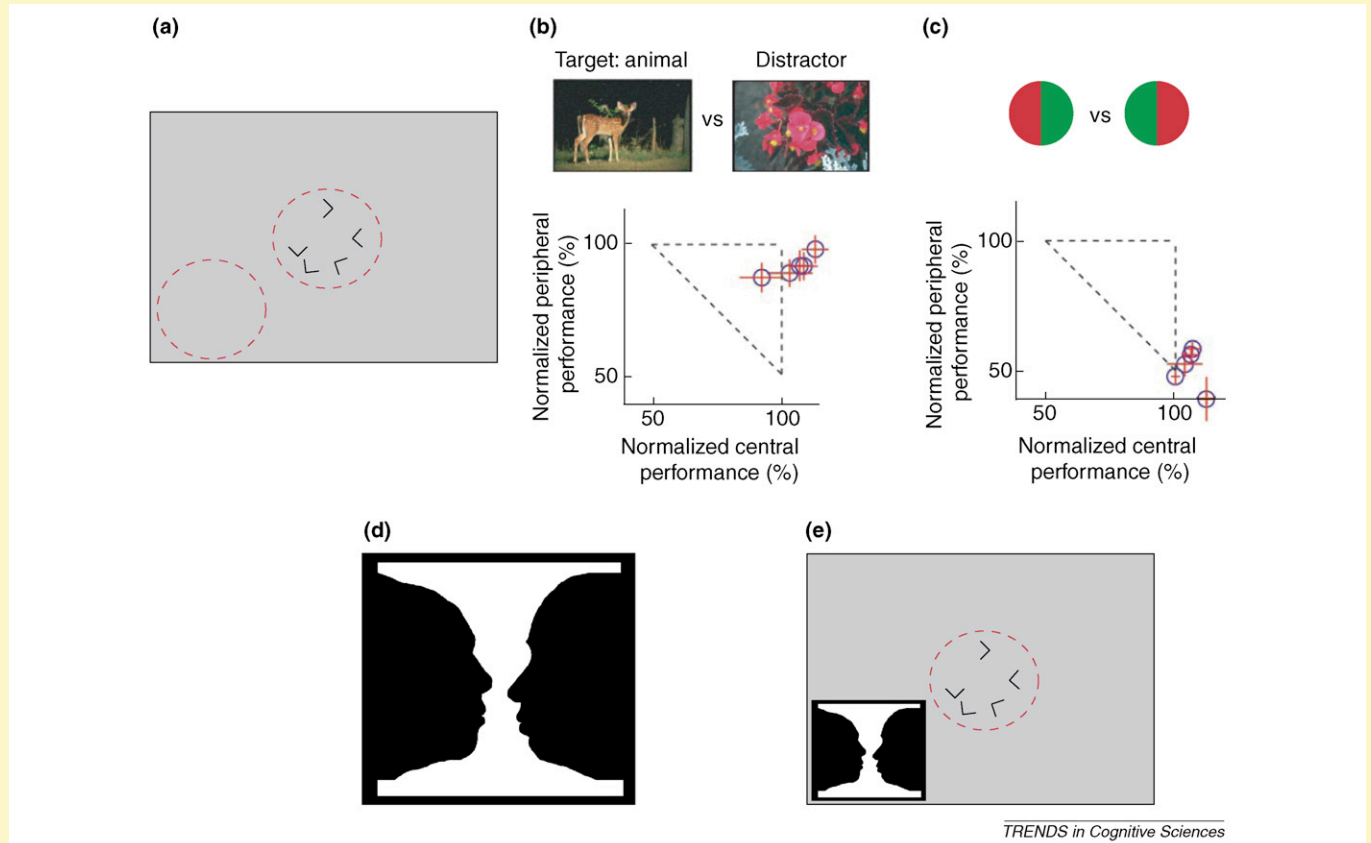 (a)
(b)
Target: animal
Distractor
vs
Normalized peripheral
performance (%)
100
50
50
100
Normalized central
performance (%)
(c)
vs
Normalized peripheral
performance (%)
100
50
50
100
Normalized central
performance (%)
(d)
(e)
TRENDS in Cognitive Sciences